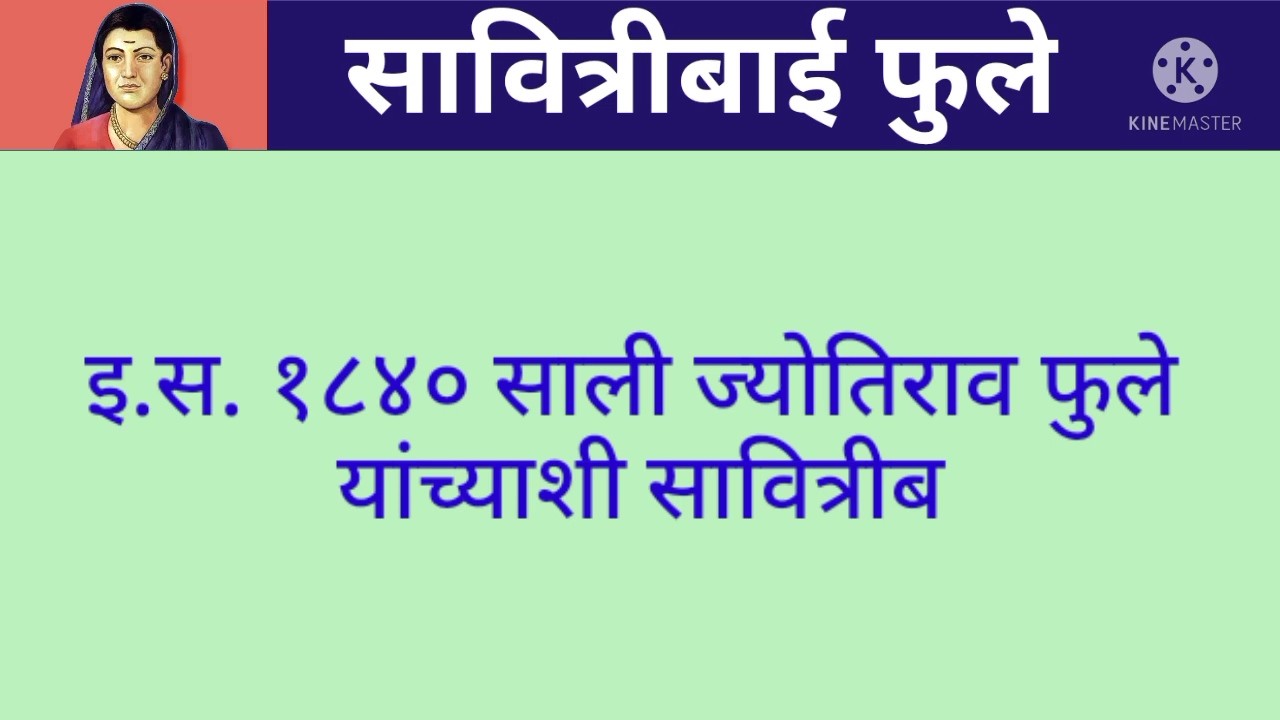 सावित्रीबाई फुले
KINEMASTER
इ.स. १८४० साली ज्योतिराव फुले
यांच्याशी सावित्रीब